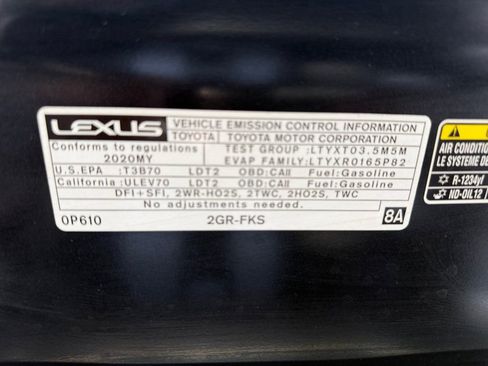 LEXUS VEHICLE EMISSION CONTROL INFORMATION
TOYOTA TOYOTA MOTOR CORPORATION
Conforms to regulations TEST GROUP :LTYXT03.5M5M
2020MY EVAP FAMILY:LTYXR0165P82
U.S.EPA :T3B70 LDT2 OBD:CAII Fuel:Gasoline
California :ULEV70 LDT2 OBD:CAII Fuel:Gasoline
DFI+SFI, 2WR-HO2S, 2TWC, 2HO2S, TWC
No adjustments needed.
0P610 2GR-FKS 8A
AIR CONDITION
LE SYSTEME DE
R-1234yf
ND-OIL12